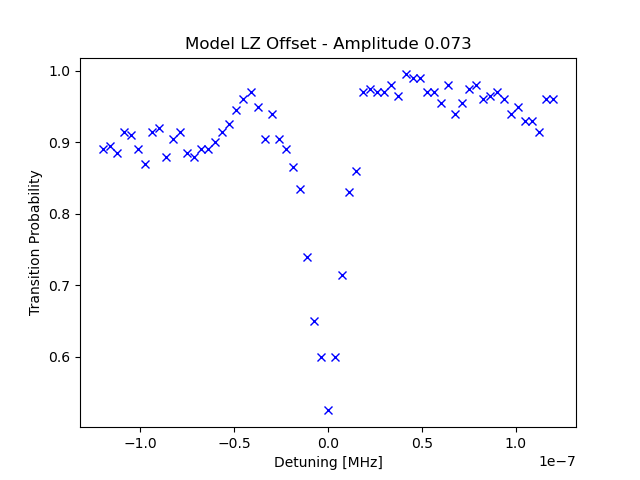 Model LZ Offset - Amplitude 0.073
1.0
0.9
0.8
0.7
0.6
Transition Probability
−1.0 −0.5 0.0 0.5 1.0
1e−7
Detuning [MHz]